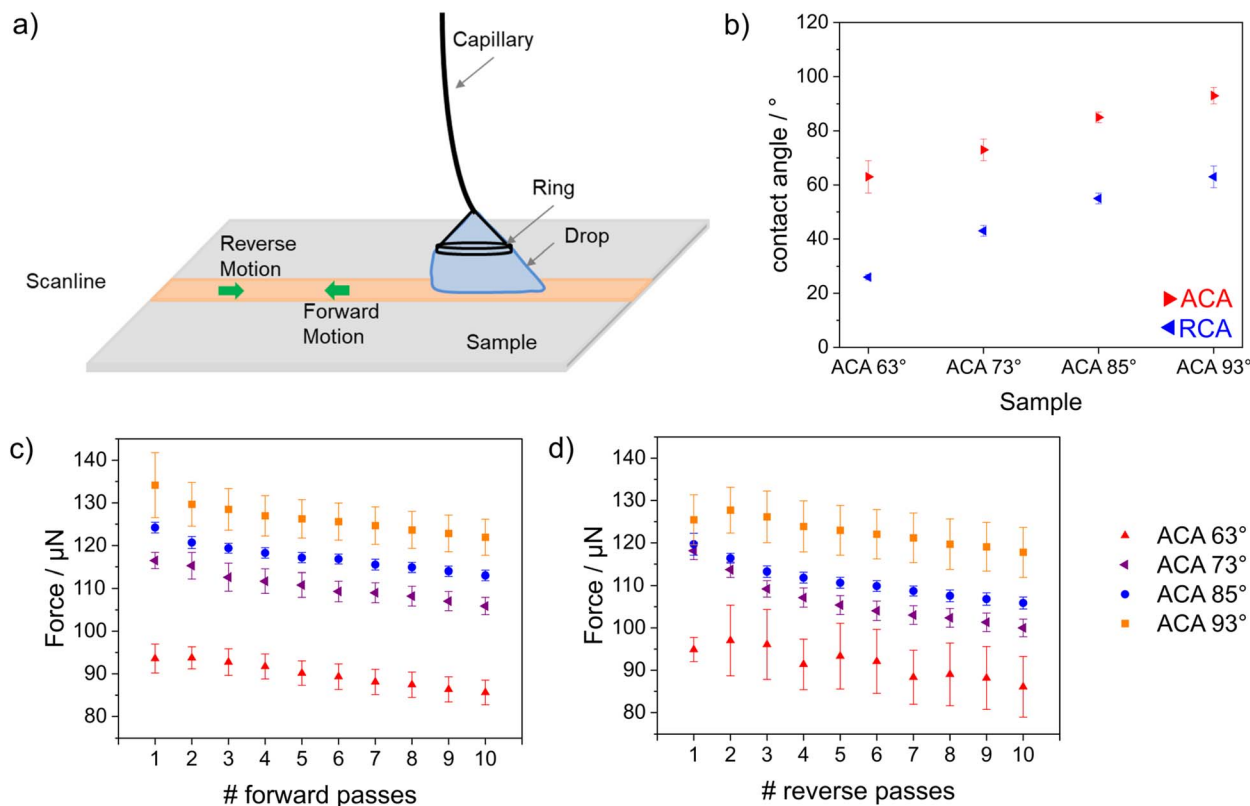 a)
Capillary
Ring
Drop
Reverse
Motion
Scanline
Forward
Motion
Sample
b)
120
100
80
60
40
20
0
contact angle / °
ACA
RCA
ACA 63° ACA 73° ACA 85° ACA 93°
Sample
c)
140
130
120
110
100
90
80
Force / µN
1 2 3 4 5 6 7 8 9 10
# forward passes
d)
140
130
120
110
100
90
80
Force / µN
1 2 3 4 5 6 7 8 9 10
# reverse passes
ACA 63°
ACA 73°
ACA 85°
ACA 93°